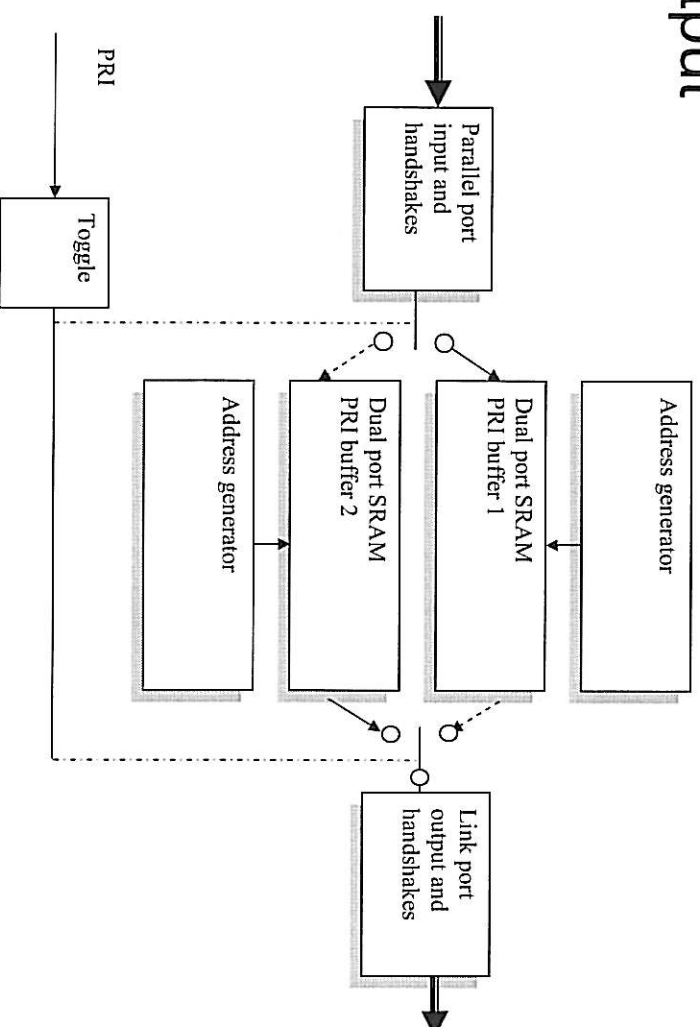 PRI
Parallel port
input and
handshakes
Toggle
Address generator
Dual port SRAM
PRI buffer 1
Dual port SRAM
PRI buffer 2
Address generator
Link port
output and
handshakes